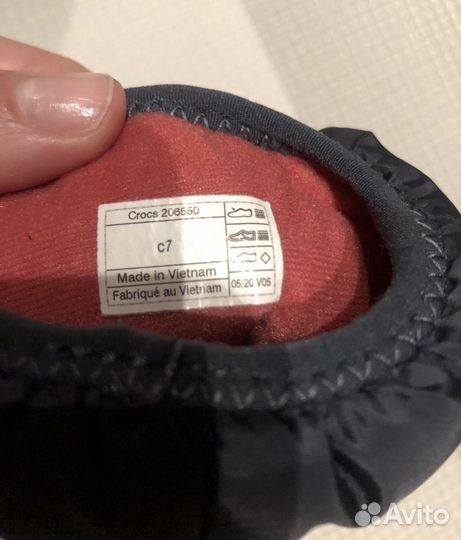 Crocs 206550
c7
Made in Vietnam
Fabriqué au Vietnam
05/20 V05
Avito